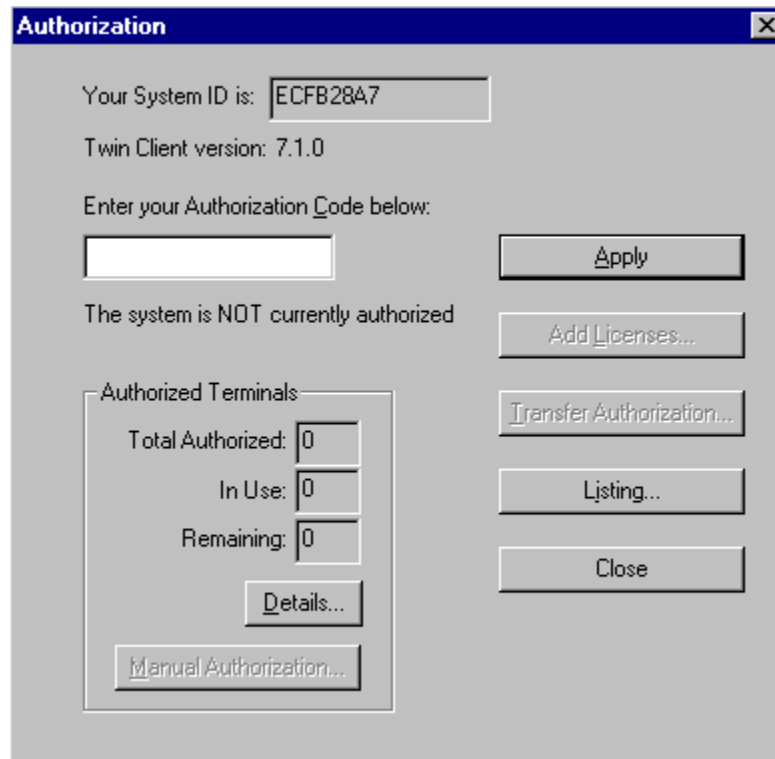 Authorization
Your System ID is: ECFB28A7
Twin Client version: 7.1.0
Enter your Authorization Code below:
Apply
The system is NOT currently authorized
Add Licenses...
Authorized Terminals
Transfer Authorization...
Total Authorized: 0
In Use: 0
Listing...
Remaining: 0
Close
Details...
Manual Authorization...